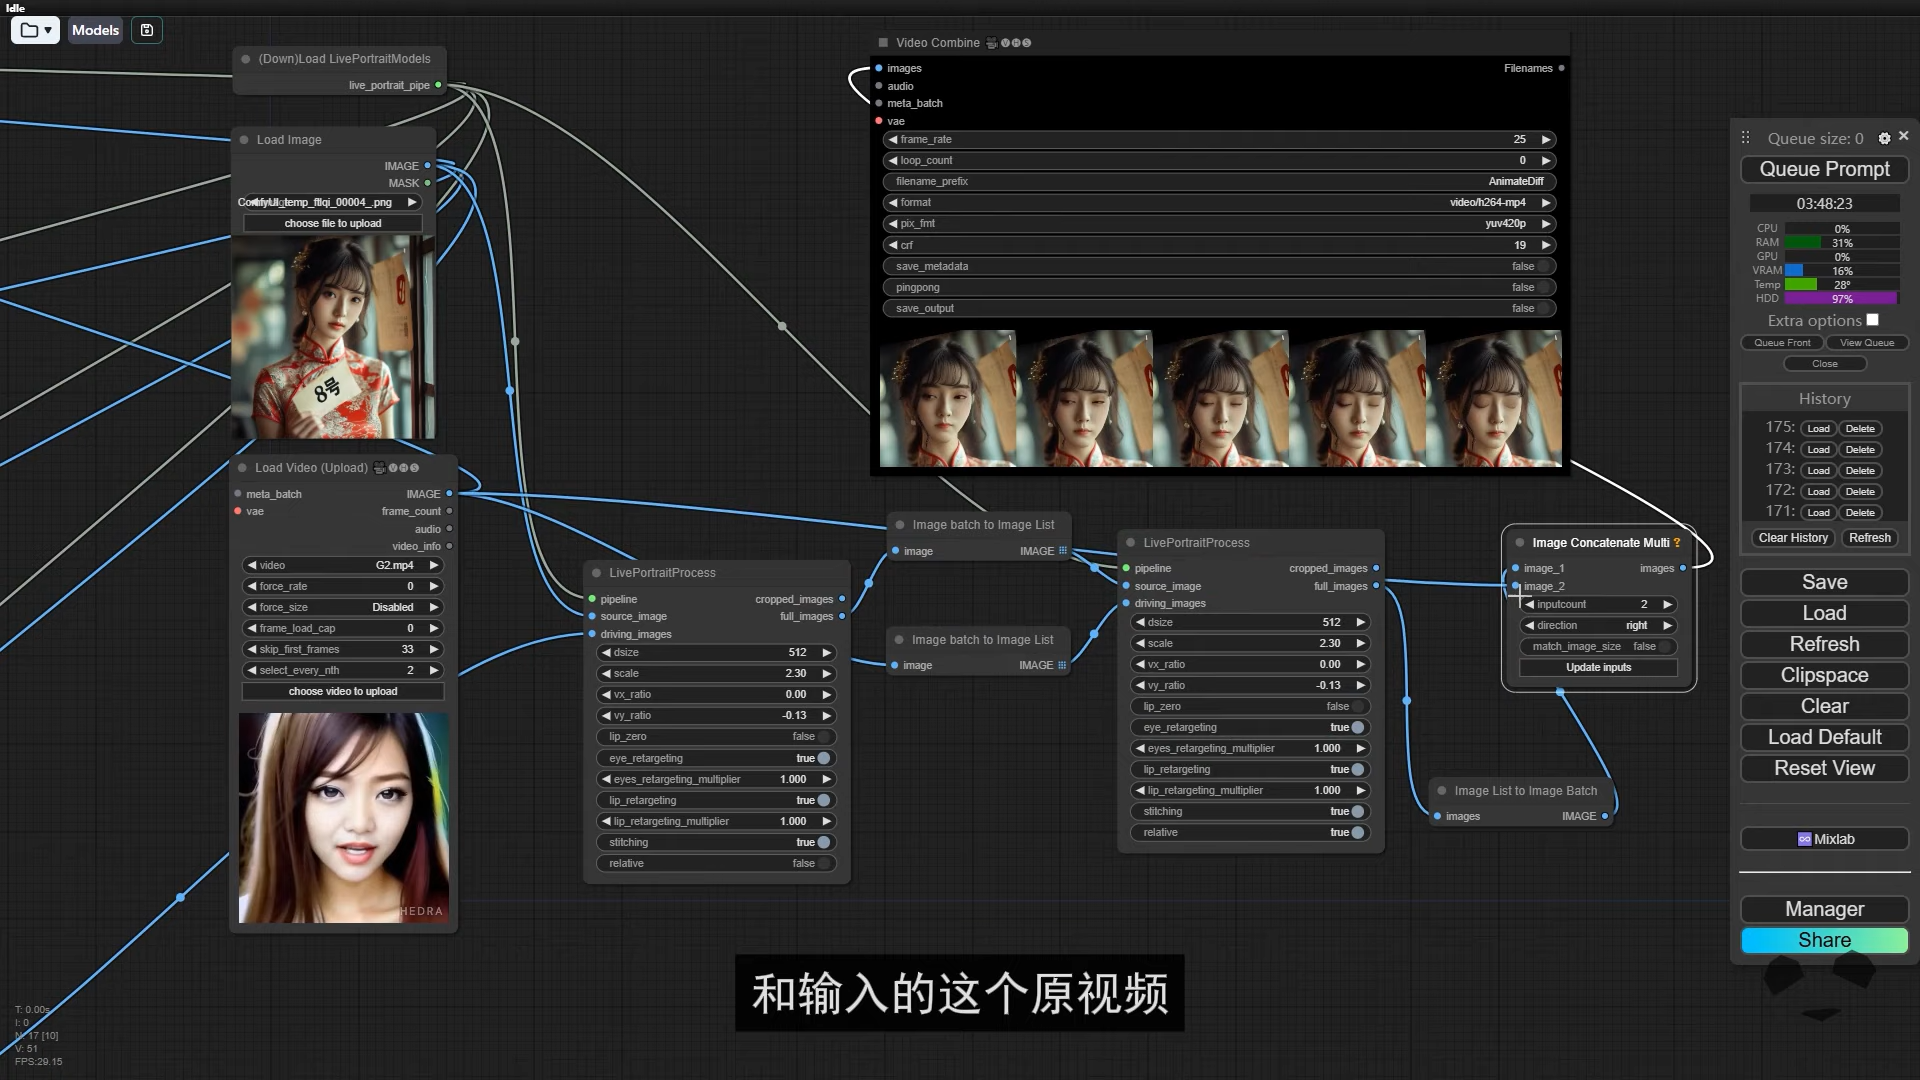 Idle
Models
(Down)Load LivePortraitModels
live_portrait_pipe
Load Image
IMAGE
MASK
choose file to upload
8号
Load Video (Upload)
meta_batch IMAGE
vae frame_count
audio
video_info
video G2.mp4
force_rate 0
force_size Disabled
frame_load_cap 0
skip_first_frames 33
select_every_nth 2
choose video to upload
HEDRA
T: 0.00s
I: 0
N: 17 [10]
V: 51
FPS:29.15
LivePortraitProcess
pipeline cropped_images
source_image full_images
driving_images
dsize 512
scale 2.30
vx_ratio 0.00
vy_ratio -0.13
lip_zero false
eye_retargeting true
eyes_retargeting_multiplier 1.000
lip_retargeting true
lip_retargeting_multiplier 1.000
stitching true
relative false
Video Combine VHS
images Filenames
audio
meta_batch
vae
frame_rate 25
loop_count 0
filename_prefix AnimateDiff
format video/h264-mp4
pix_fmt yuv420p
crf 19
save_metadata false
pingpong false
save_output false
Image batch to Image List
image IMAGE
Image batch to Image List
image IMAGE
LivePortraitProcess
pipeline cropped_images
source_image full_images
driving_images
dsize 512
scale 2.30
vx_ratio 0.00
vy_ratio -0.13
lip_zero false
eye_retargeting true
eyes_retargeting_multiplier 1.000
lip_retargeting true
lip_retargeting_multiplier 1.000
stitching true
relative true
Image Concatenate Multi ?
image_1 images
image_2
inputcount 2
direction right
match_image_size false
Update inputs
Image List to Image Batch
images IMAGE
Queue size: 0
Queue Prompt
03:48:23
CPU 0%
RAM 31%
GPU 0%
VRAM 16%
Temp 28°
HDD 97%
Extra options
Queue Front View Queue
Close
History
175: Load Delete
174: Load Delete
173: Load Delete
172: Load Delete
171: Load Delete
Clear History Refresh
Save
Load
Refresh
Clipspace
Clear
Load Default
Reset View
Mixlab
Manager
Share
和输入的这个原视频